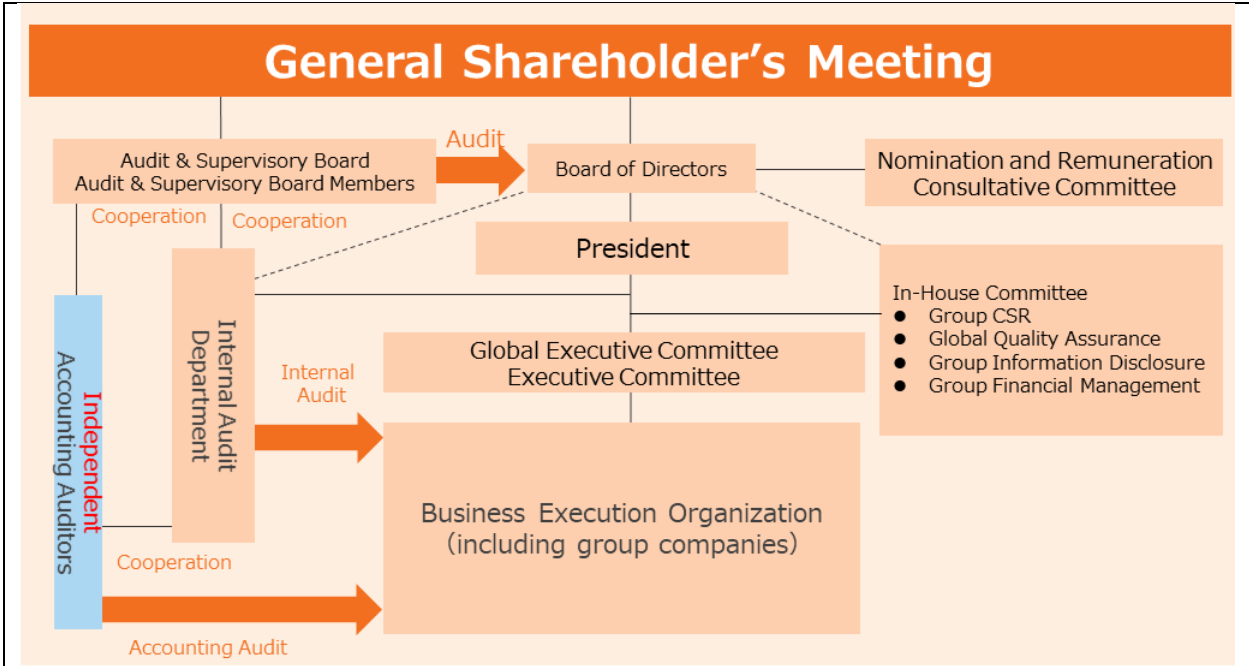 General Shareholder’s Meeting
Audit & Supervisory Board
Audit & Supervisory Board Members
Audit
Board of Directors
Nomination and Remuneration
Consultative Committee
Cooperation
Cooperation
President
Internal Audit
Department
In-House Committee
● Group CSR
● Global Quality Assurance
● Group Information Disclosure
● Group Financial Management
Global Executive Committee
Executive Committee
Internal
Audit
Independent
Accounting Auditors
Business Execution Organization
(including group companies)
Cooperation
Accounting Audit